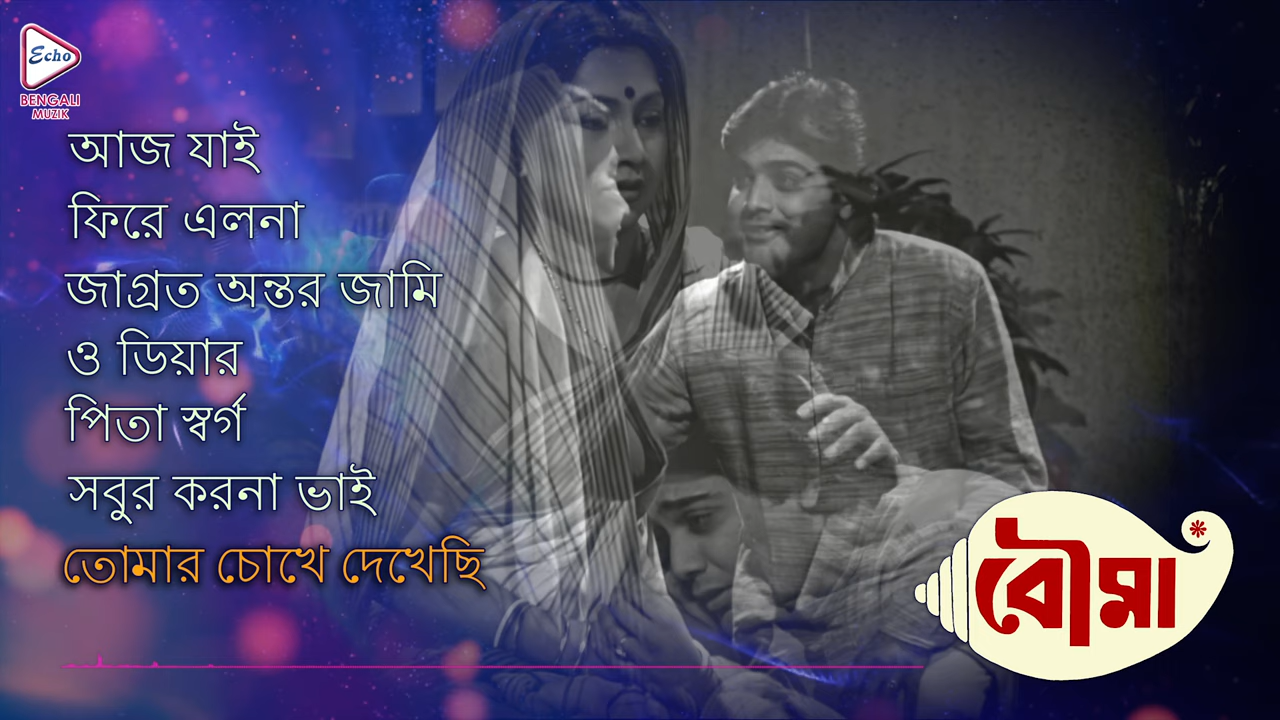 Echo
BENGALI
MUZIK
আজ যাই
ফিরে এলনা
জাগ্রত অন্তর জামি
ও ডিয়ার
পিতা স্বর্গ
সবুর করনা ভাই
তোমার চোখে দেখেছি
বৌমা